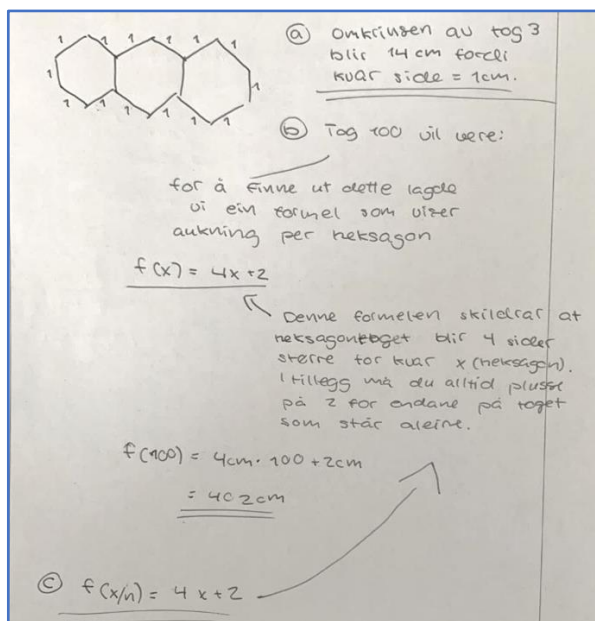 1 1 1 1 1 1
1 1
1 1 1 1 1 1
ⓐ Omkrinsen av tog 3
blir 14 cm fordi
kvar side = 1cm.
ⓑ Tog 100 vil vere:
for å finne ut dette lagde
vi ein formel som viser
aukning per heksagon
f(x) = 4x+2
Denne formelen skildrar at
heksagontoget blir 4 sider
større for kvar x (heksagon).
I tillegg må du alltid plusse
på 2 for endane på toget
som står aleine.
f(100) = 4cm · 100 + 2cm
= 402cm
ⓒ f(x/n) = 4x+2